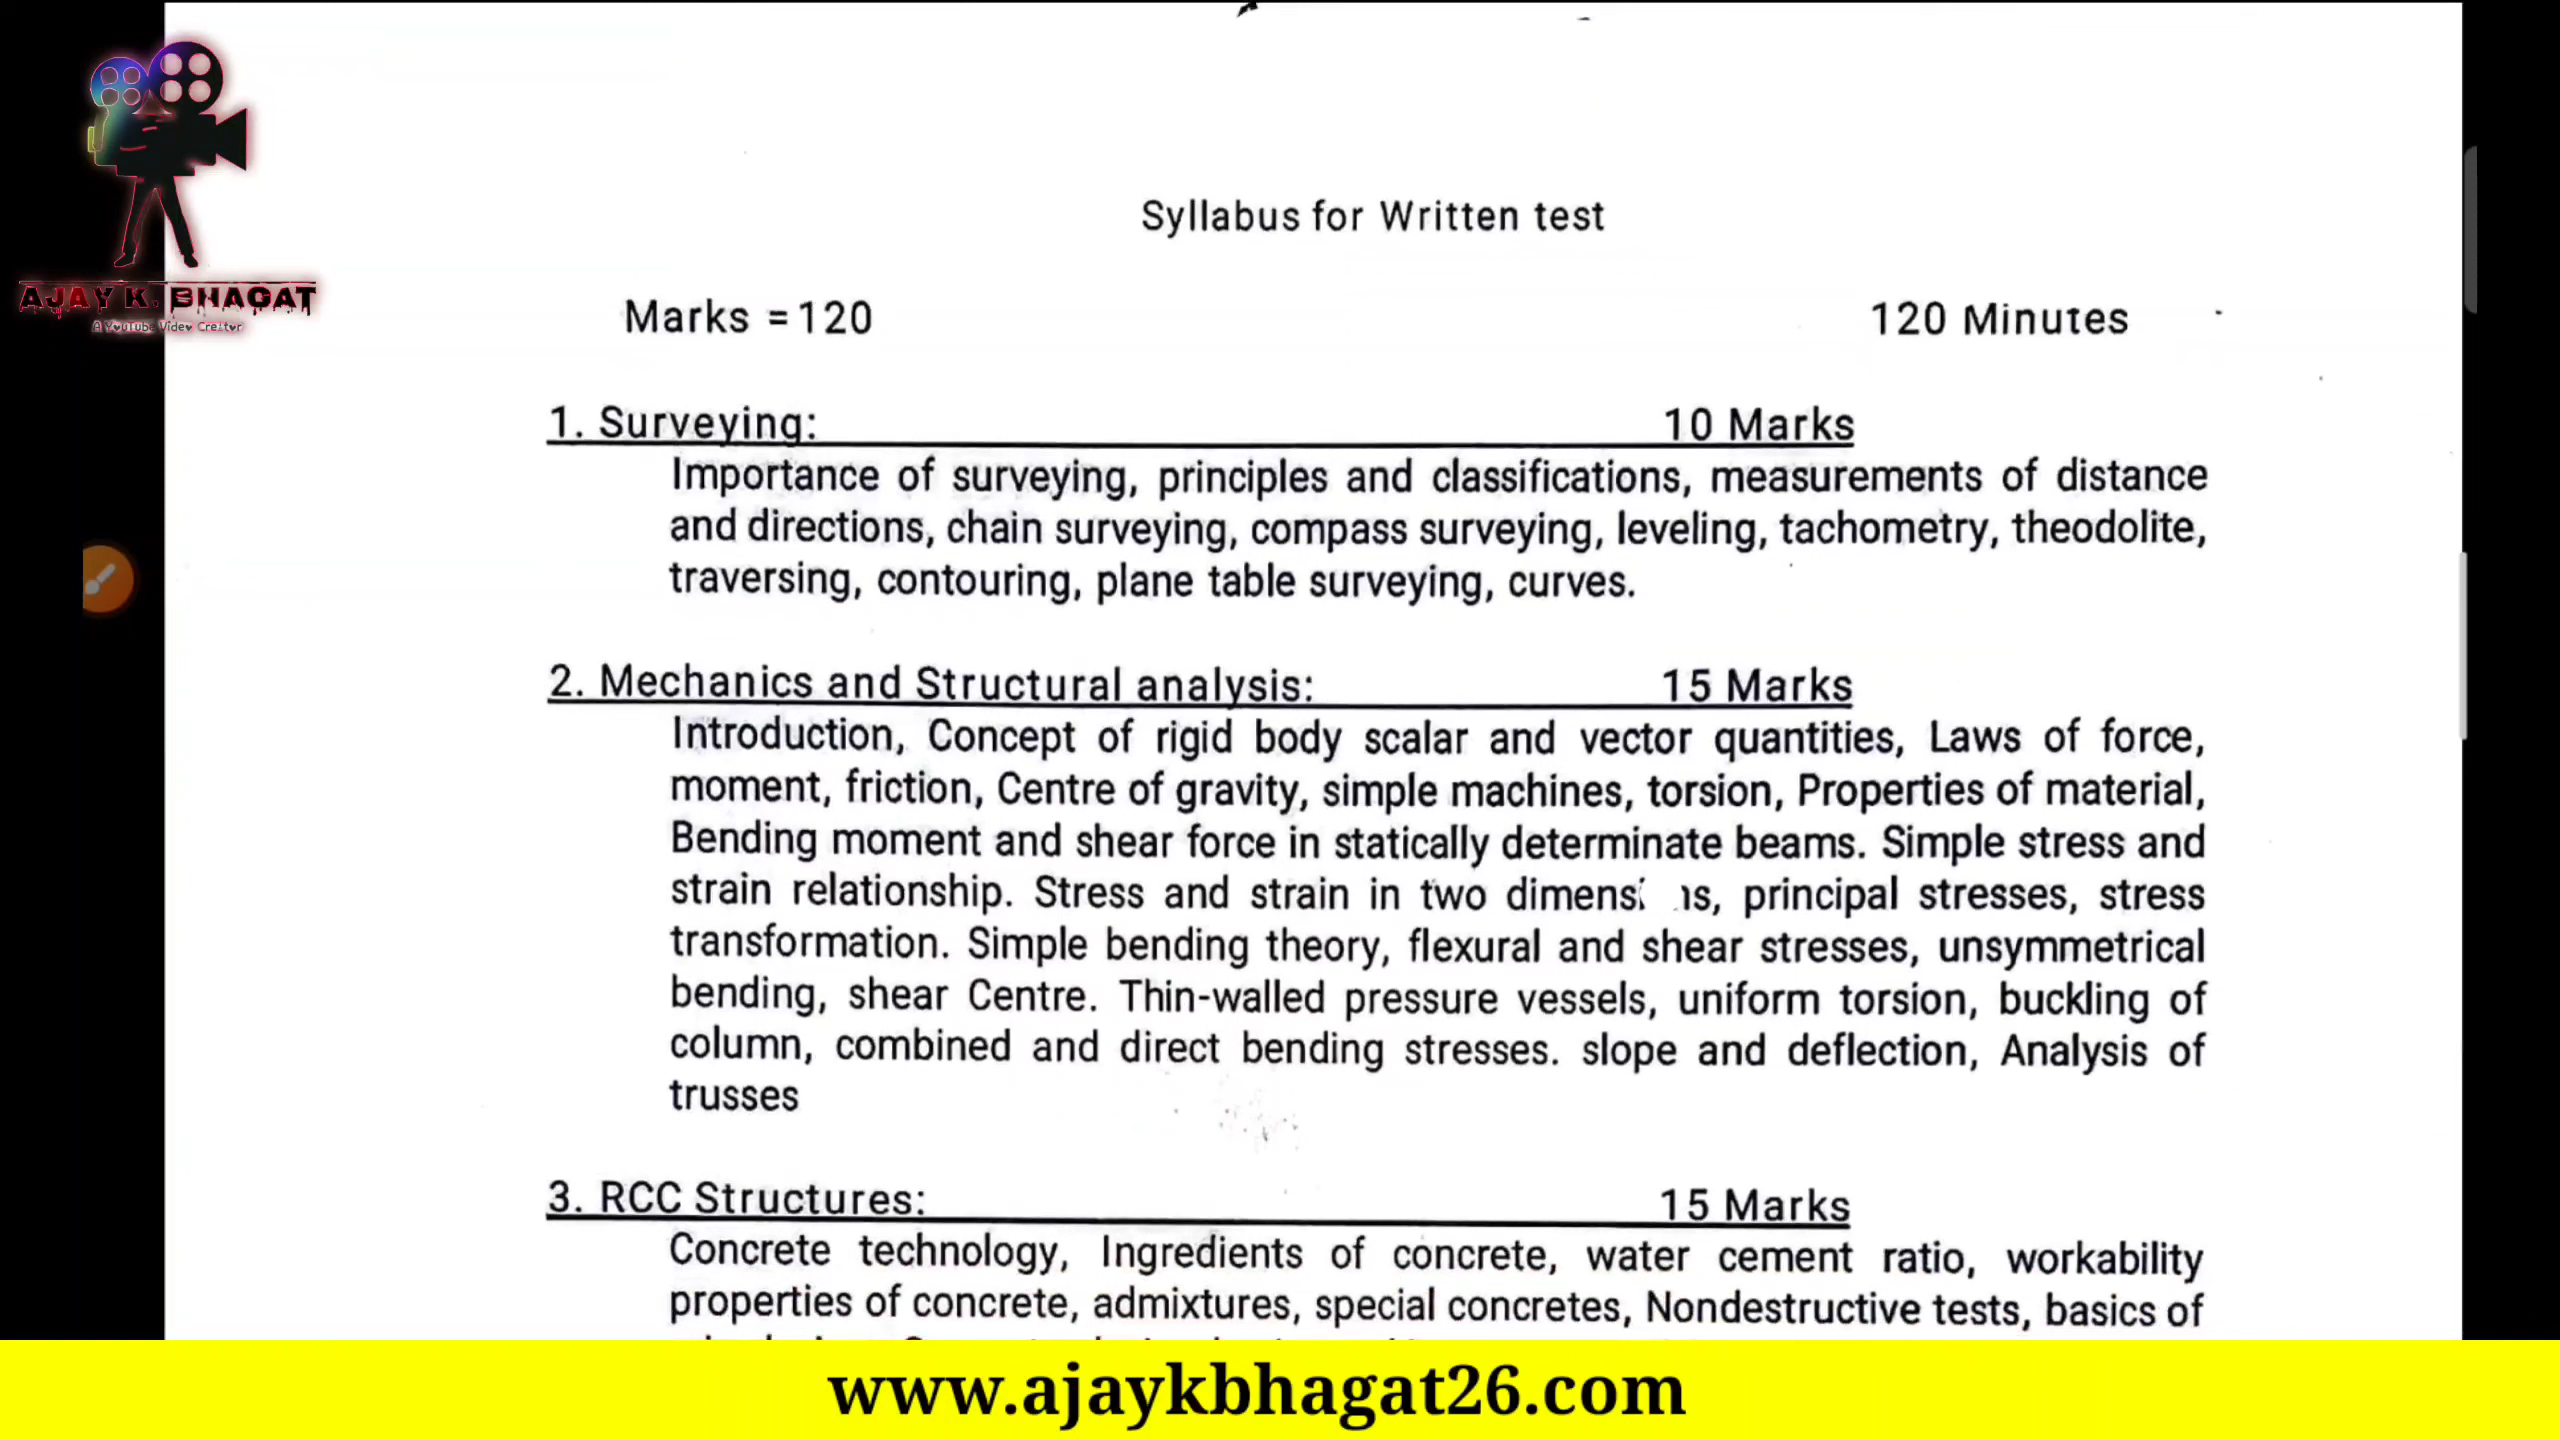 AJAY K. BHAGAT
A YouTube Video Creator
Syllabus for Written test
Marks = 120 120 Minutes
1. Surveying: 10 Marks
Importance of surveying, principles and classifications, measurements of distance
and directions, chain surveying, compass surveying, leveling, tachometry, theodolite,
traversing, contouring, plane table surveying, curves.
2. Mechanics and Structural analysis: 15 Marks
Introduction, Concept of rigid body scalar and vector quantities, Laws of force,
moment, friction, Centre of gravity, simple machines, torsion, Properties of material,
Bending moment and shear force in statically determinate beams. Simple stress and
strain relationship. Stress and strain in two principal stresses, stress
transformation. Simple bending theory, flexural and shear stresses, unsymmetrical
bending, shear Centre. Thin-walled pressure vessels, uniform torsion, buckling of
column, combined and direct bending stresses. slope and deflection, Analysis of
trusses
3. RCC Structures: 15 Marks
Concrete technology, Ingredients of concrete, water cement ratio, workability
properties of concrete, admixtures, special concretes, Nondestructive tests, basics of
www.ajaykbhagat26.com